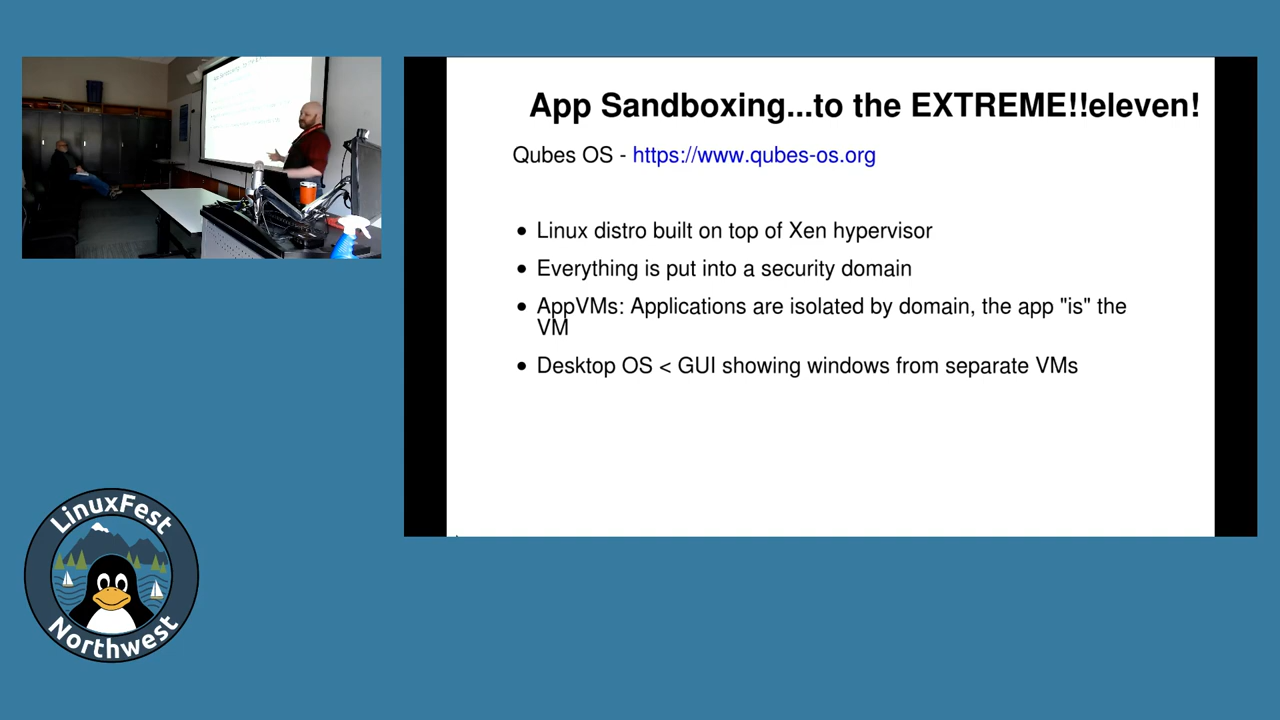 App Sandboxing...to the EXTREME!!eleven!
Qubes OS - https://www.qubes-os.org
• Linux distro built on top of Xen hypervisor
• Everything is put into a security domain
• AppVMs: Applications are isolated by domain, the app "is" the
VM
• Desktop OS < GUI showing windows from separate VMs
LinuxFest
Northwest